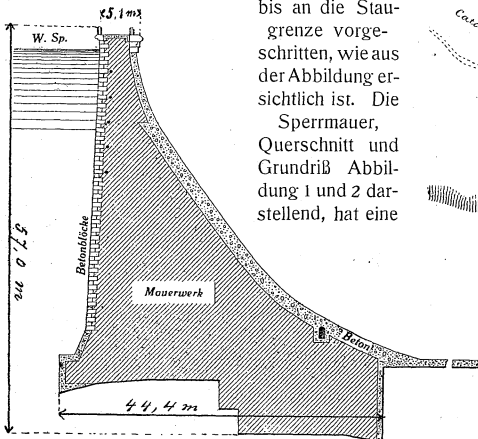 5,1 m
W. Sp.
bis an die Stau-
grenze vorge-
schritten, wie aus
der Abbildung er-
sichtlich ist. Die
Sperrmauer,
Querschnitt und
Grundriß Abbil-
dung 1 und 2 dar-
stellend, hat eine
57,0 m
Betonblöcke
Mauerwerk
Beton
44,4 m